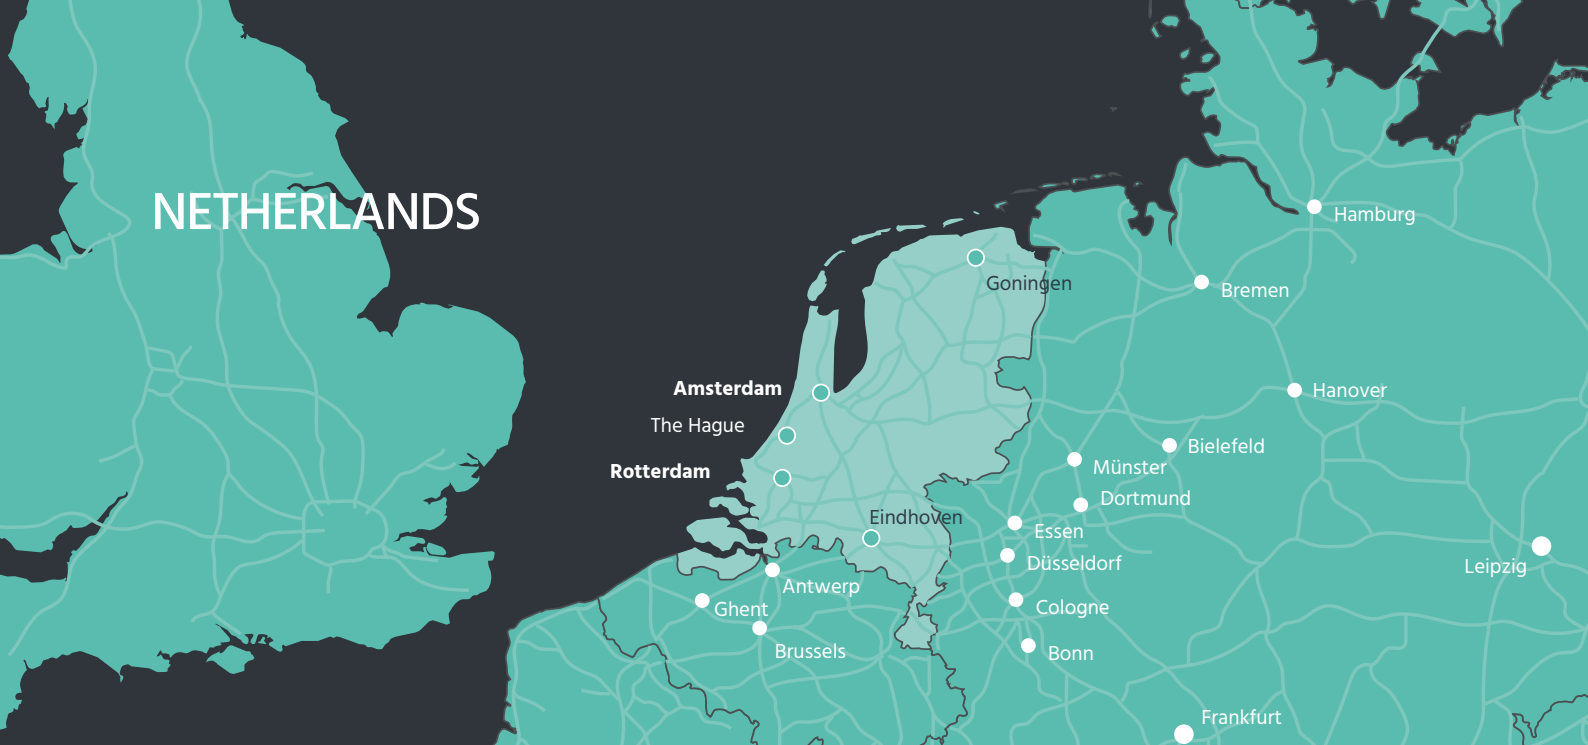 NETHERLANDS
Hamburg
Goningen
Bremen
Amsterdam
Hanover
The Hague
Bielefeld
Rotterdam
Münster
Dortmund
Eindhoven
Essen
Düsseldorf
Leipzig
Antwerp
Ghent
Cologne
Brussels
Bonn
Frankfurt